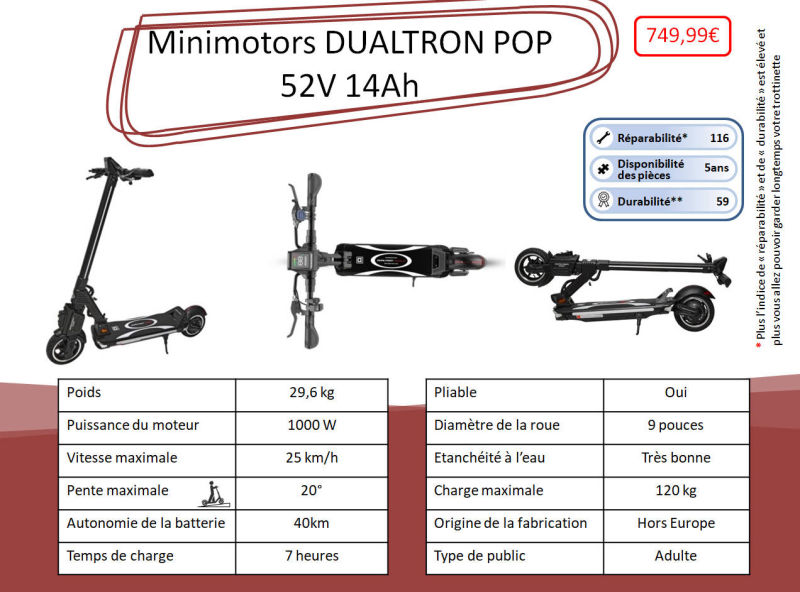 Minimotors DUALTRON POP
52V 14Ah
749,99€
Réparabilité* 116
Disponibilité
des pièces 5ans
Durabilité** 59
* Plus l'indice de « réparabilité » et de « durabilité » est élevé et
plus vous allez pouvoir garder longtemps votre trottinette
Poids 29,6 kg
Puissance du moteur 1000 W
Vitesse maximale 25 km/h
Pente maximale 20°
Autonomie de la batterie 40km
Temps de charge 7 heures
Pliable Oui
Diamètre de la roue 9 pouces
Etanchéité à l'eau Très bonne
Charge maximale 120 kg
Origine de la fabrication Hors Europe
Type de public Adulte